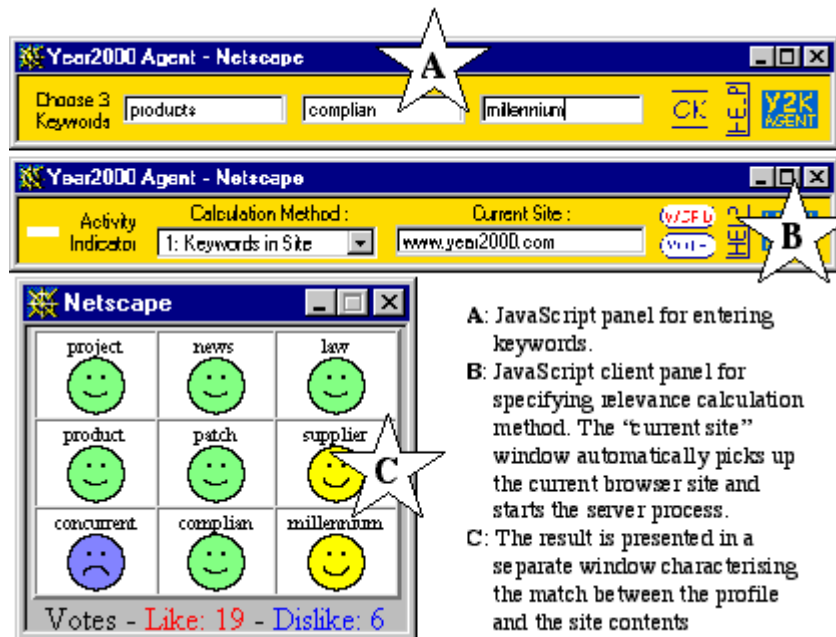 Year2000 Agent - Netscape
A
Choose 3
Keywords
products
complian
millennium
OK
HELP
Y2K
AGENT
Year2000 Agent - Netscape
Activity
Indicator
Calculation Method :
1: Keywords in Site
Current Site :
www.year2000.com
WORD
HELP
B
Netscape
project
news
law
product
patch
supplier
C
concurrent
complian
millennium
Votes - Like: 19 - Dislike: 6
A: JavaScript panel for entering
keywords.
B: JavaScript client panel for
specifying relevance calculation
method. The “current site”
window automatically picks up
the current browser site and
starts the server process.
C: The result is presented in a
separate window characterising
the match between the profile
and the site contents